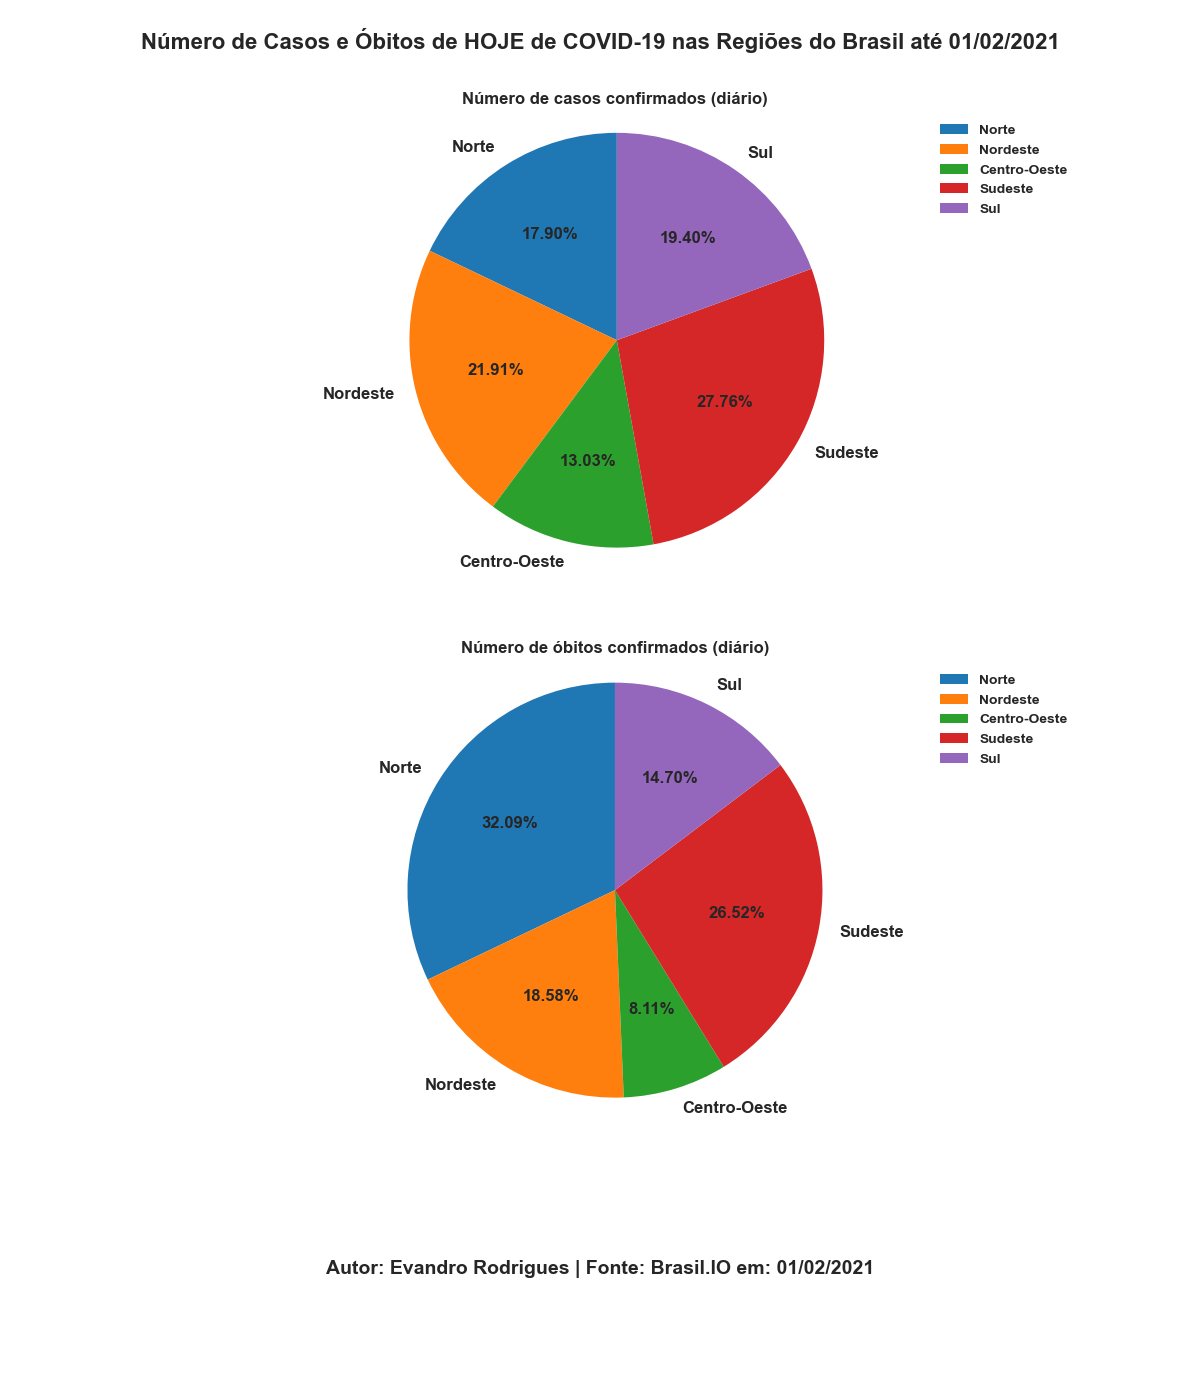 Número de Casos e Óbitos de HOJE de COVID-19 nas Regiões do Brasil até 01/02/2021
Número de casos confirmados (diário)
Norte
Sul
17.90%
19.40%
Nordeste
21.91%
27.76%
13.03%
Sudeste
Centro-Oeste
Norte
Nordeste
Centro-Oeste
Sudeste
Sul
Número de óbitos confirmados (diário)
Sul
Norte
14.70%
32.09%
26.52%
Sudeste
18.58%
8.11%
Nordeste
Centro-Oeste
Norte
Nordeste
Centro-Oeste
Sudeste
Sul
Autor: Evandro Rodrigues | Fonte: Brasil.IO em: 01/02/2021